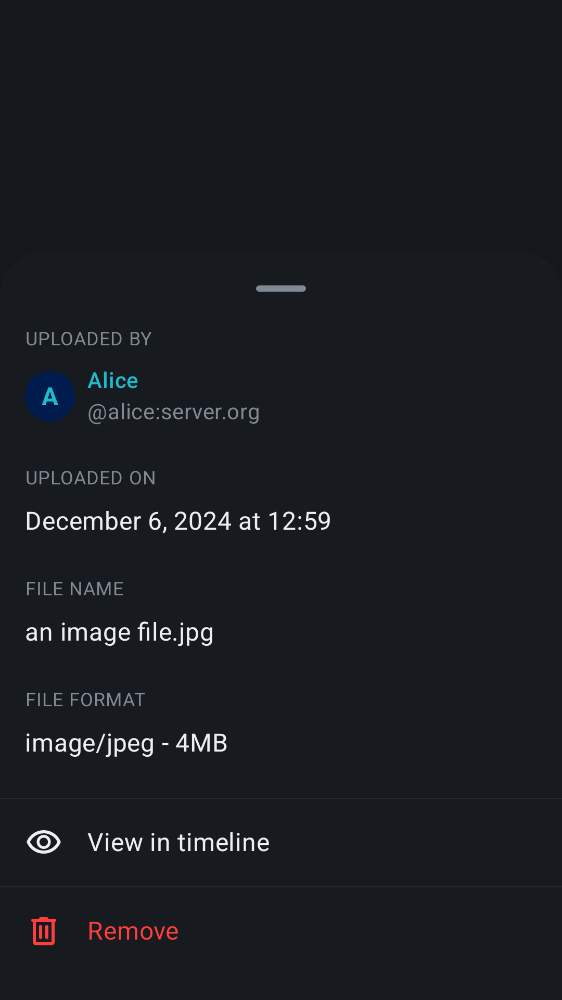 UPLOADED BY
A
Alice
@alice:server.org
UPLOADED ON
December 6, 2024 at 12:59
FILE NAME
an image file.jpg
FILE FORMAT
image/jpeg - 4MB
View in timeline
Remove